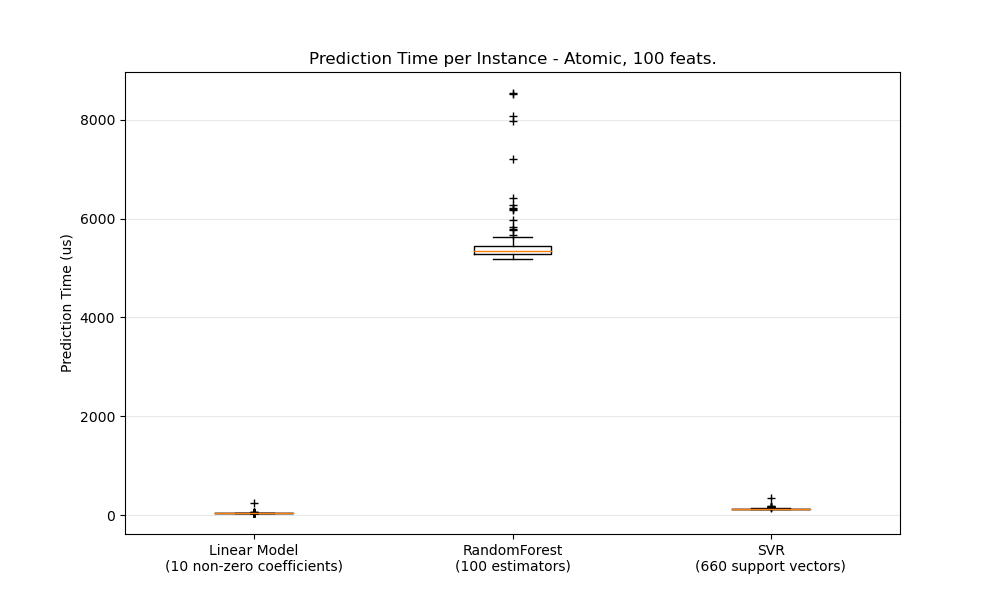 Prediction Time per Instance - Atomic, 100 feats.
Prediction Time (us)
8000
6000
4000
2000
0
Linear Model
(10 non-zero coefficients)
RandomForest
(100 estimators)
SVR
(660 support vectors)